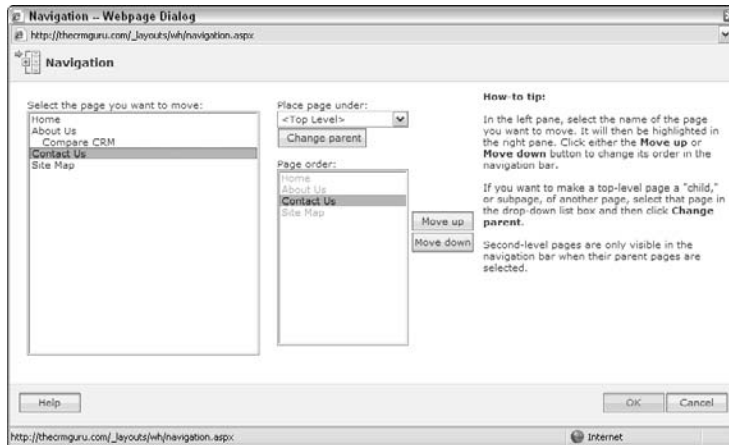 Navigation -- Webpage Dialog
http://thecrmguru.com/_layouts/wh/navigation.aspx
Navigation
Select the page you want to move:
Home
About Us
Compare CRM
Contact Us
Site Map
Place page under:
<Top Level>
Change parent
Page order:
Home
About Us
Contact Us
Site Map
Move up
Move down
How-to tip:
In the left pane, select the name of the page
you want to move. It will then be highlighted in
the right pane. Click either the Move up or
Move down button to change its order in the
navigation bar.
If you want to make a top-level page a "child,"
or subpage, of another page, select that page in
the drop-down list box and then click Change
parent.
Second-level pages are only visible in the
navigation bar when their parent pages are
selected.
Help
OK
Cancel
http://thecrmguru.com/_layouts/wh/navigation.aspx
Internet